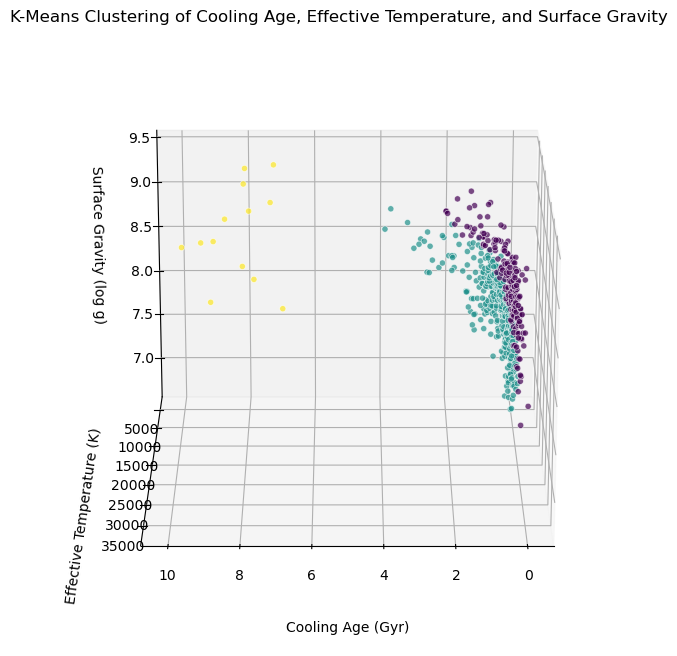 K-Means Clustering of Cooling Age, Effective Temperature, and Surface Gravity
9.5
9.0
8.5
8.0
7.5
7.0
Surface Gravity (log g)
5000
10000
15000
20000
25000
30000
35000
Effective Temperature (K)
10 8 6 4 2 0
Cooling Age (Gyr)